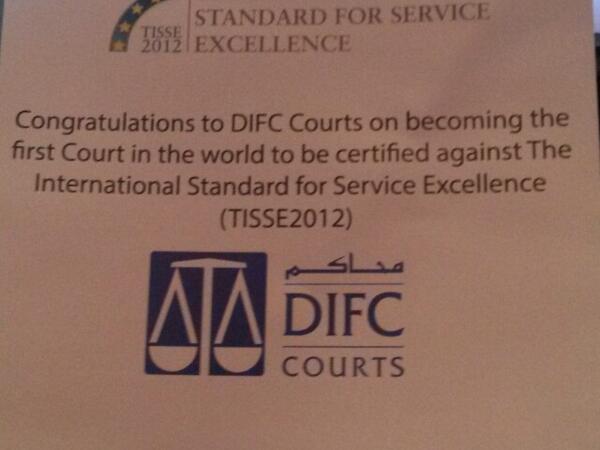 TISSE
2012
STANDARD FOR SERVICE
EXCELLENCE
Congratulations to DIFC Courts on becoming the
first Court in the world to be certified against The
International Standard for Service Excellence
(TISSE2012)
محاكم
DIFC
COURTS